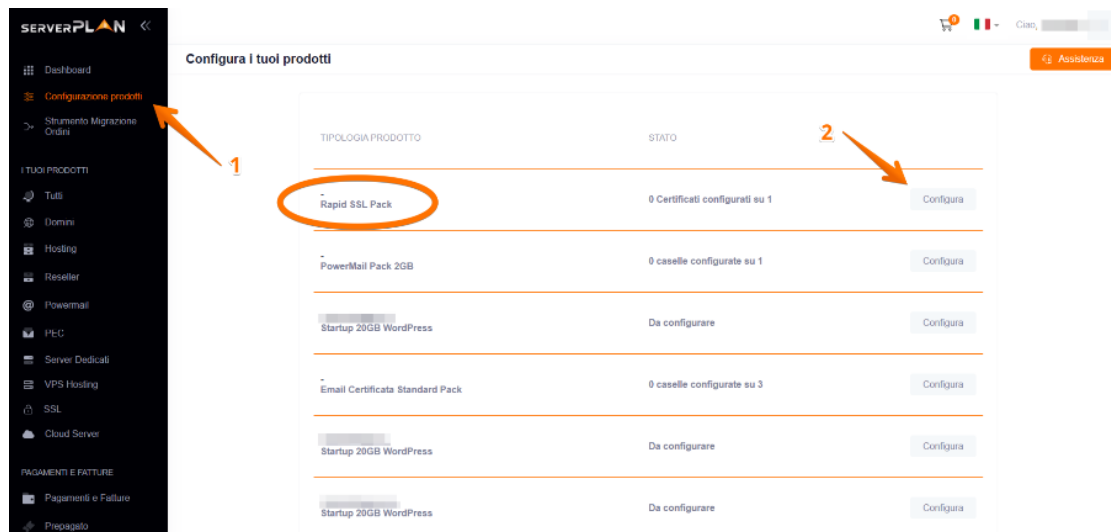 SERVERPLAN
0
Ciao,
Configura i tuoi prodotti
Assistenza
Dashboard
Configurazione prodotti
Strumento Migrazione
Ordini
I TUOI PRODOTTI
Tutti
Domini
Hosting
Reseller
Powermail
PEC
Server Dedicati
VPS Hosting
SSL
Cloud Server
PAGAMENTI E FATTURE
Pagamenti e Fatture
Prepagato
1
2
TIPOLOGIA PRODOTTO STATO
-
Rapid SSL Pack 0 Certificati configurati su 1 Configura
-
PowerMail Pack 2GB 0 caselle configurate su 1 Configura
Startup 20GB WordPress Da configurare Configura
-
Email Certificata Standard Pack 0 caselle configurate su 3 Configura
Startup 20GB WordPress Da configurare Configura
Startup 20GB WordPress Da configurare Configura